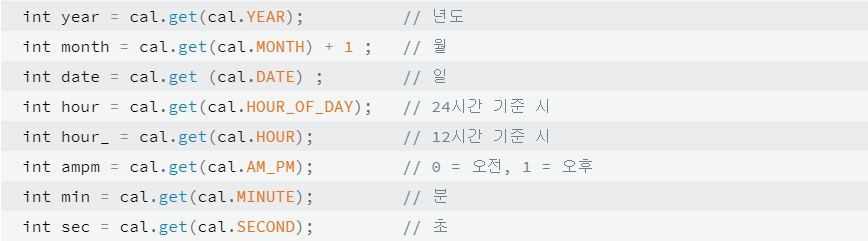 int year = cal.get(cal.YEAR); // 년도
int month = cal.get(cal.MONTH) + 1 ; // 월
int date = cal.get (cal.DATE) ; // 일
int hour = cal.get(cal.HOUR_OF_DAY); // 24시간 기준 시
int hour_ = cal.get(cal.HOUR); // 12시간 기준 시
int ampm = cal.get(cal.AM_PM); // 0 = 오전, 1 = 오후
int min = cal.get(cal.MINUTE); // 분
int sec = cal.get(cal.SECOND); // 초